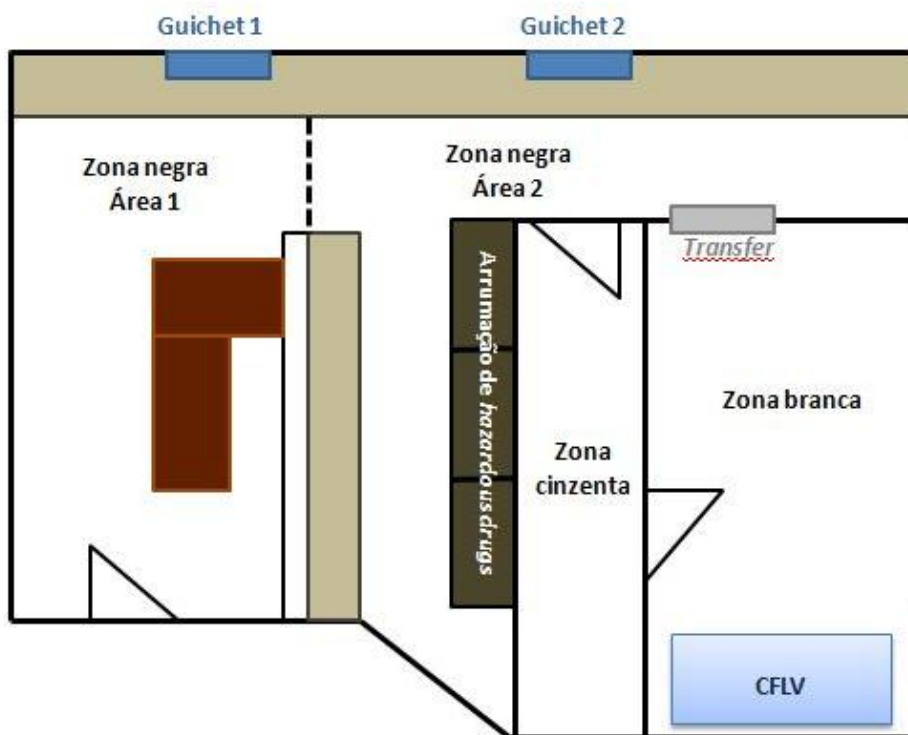 Guichet 1
Guichet 2
Zona negra
Área 1
Zona negra
Área 2
Transfer
Arrumação de hazardous drugs
Zona branca
Zona
cinzenta
CFLV